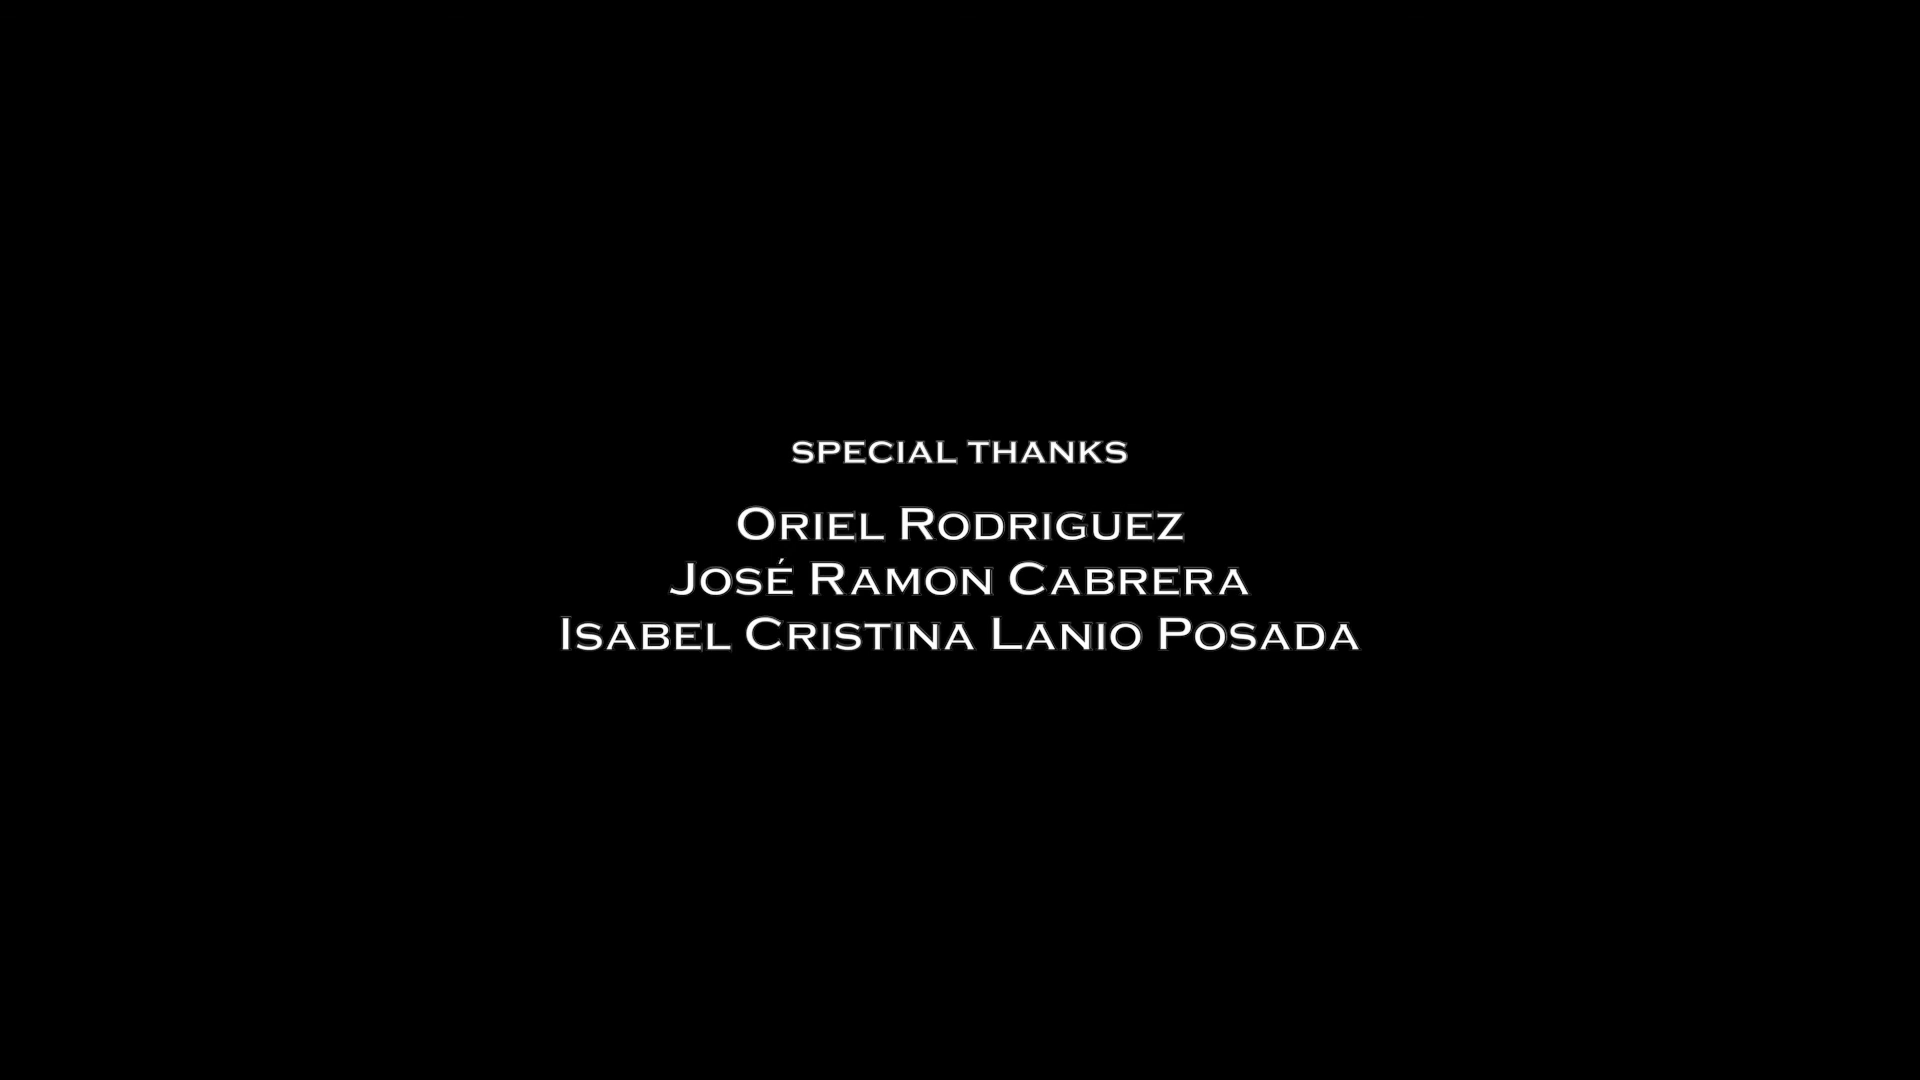 SPECIAL THANKS
ORIEL RODRIGUEZ
JOSÉ RAMON CABRERA
ISABEL CRISTINA LANIO POSADA